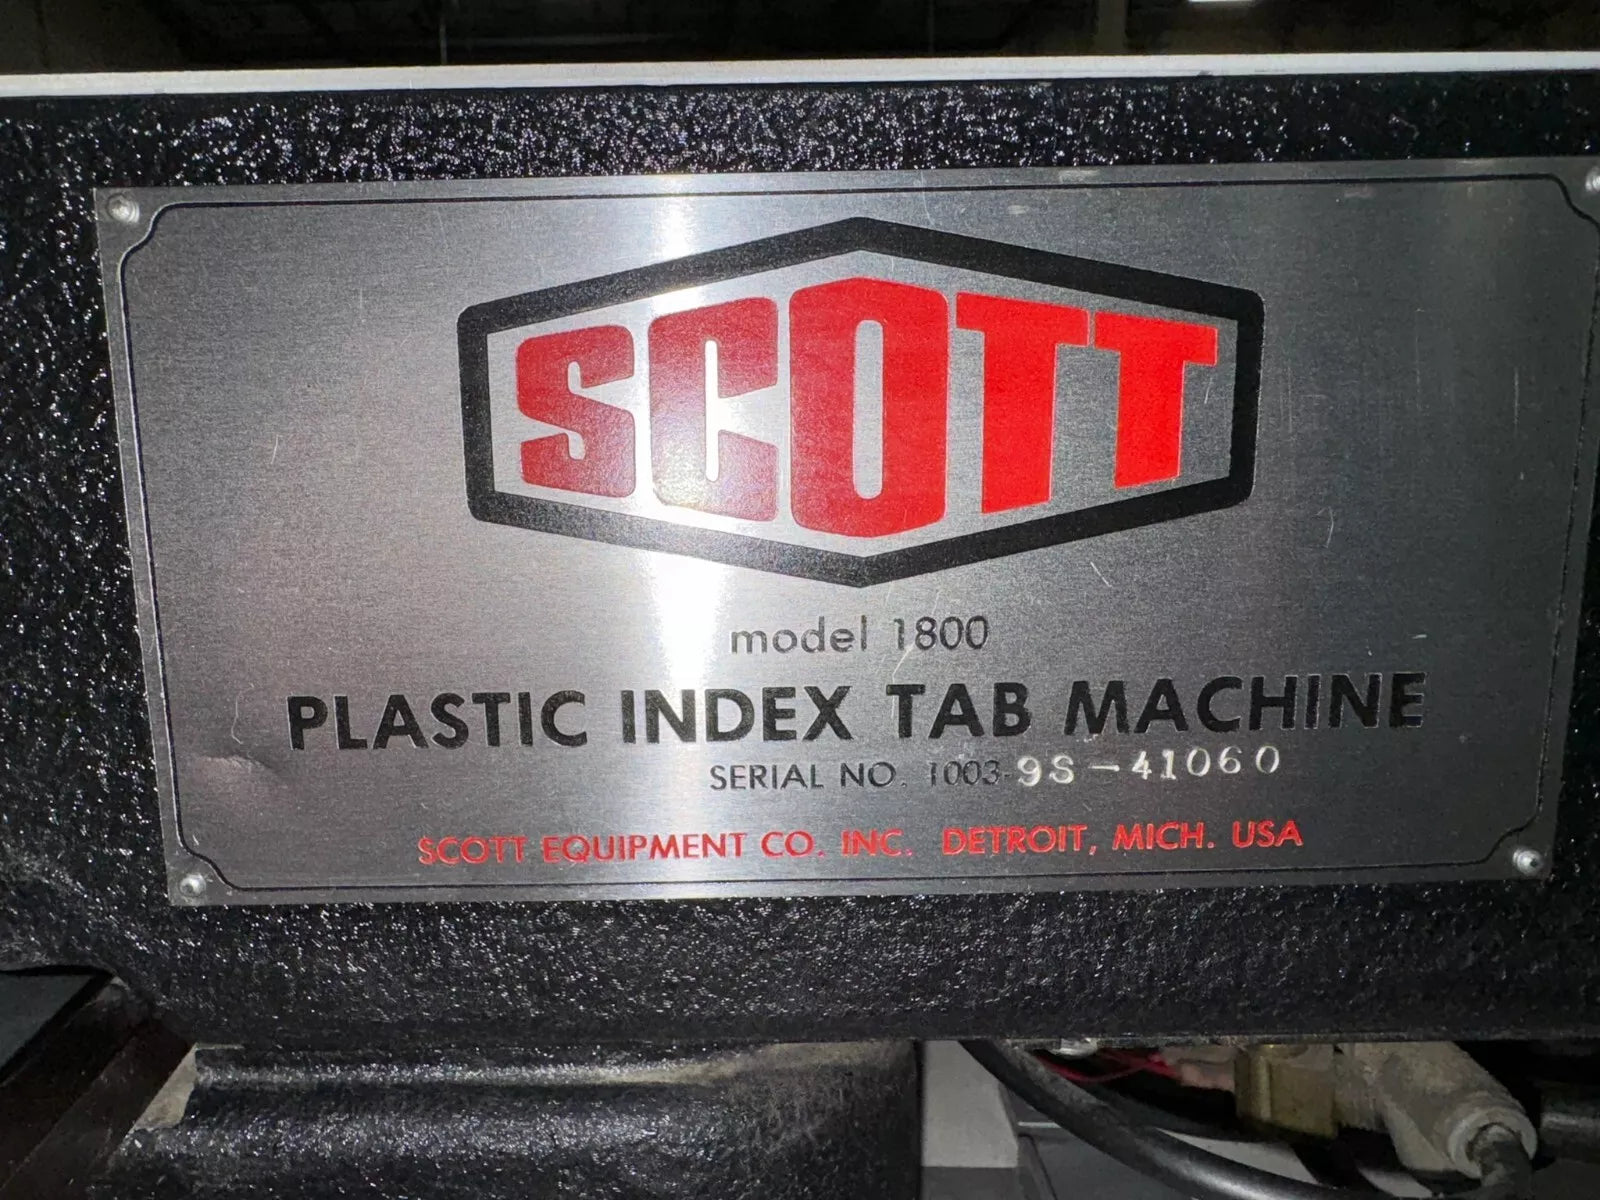 SCOTT
model 1800
PLASTIC INDEX TAB MACHINE
SERIAL NO. 1003-9S-41060
SCOTT EQUIPMENT CO. INC. DETROIT, MICH. USA